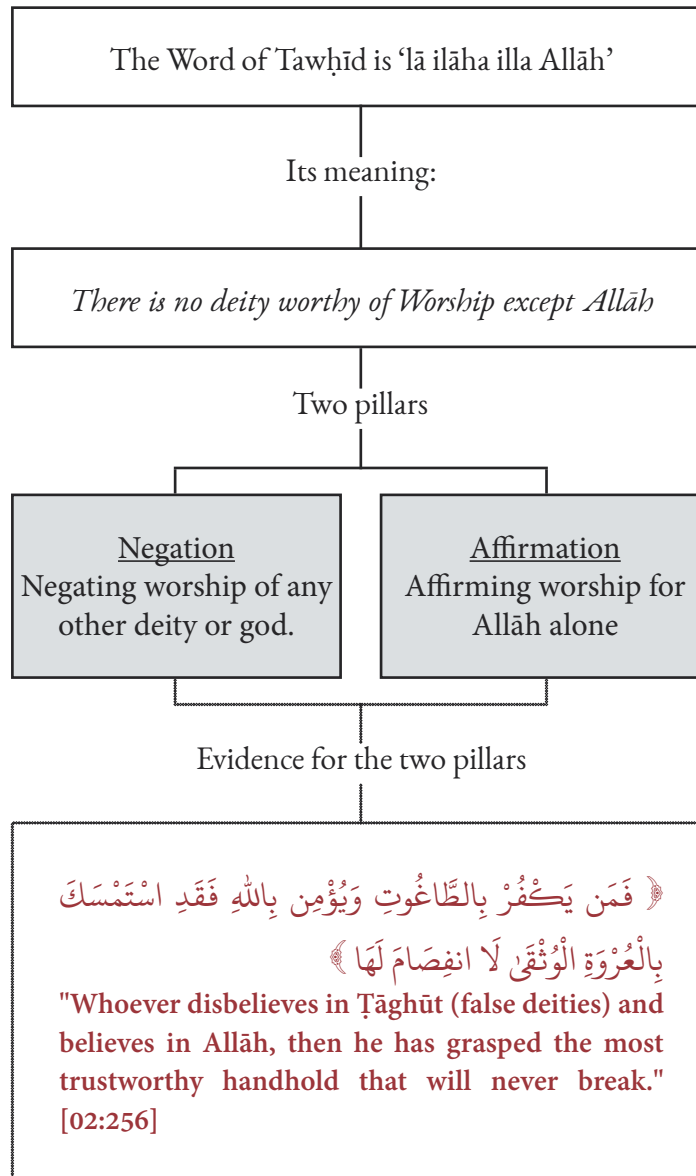 The Word of Tawḥīd is ‘lā ilāha illa Allāh’
Its meaning:
There is no deity worthy of Worship except Allāh
Two pillars
Negation
Negating worship of any
other deity or god.
Affirmation
Affirming worship for
Allāh alone
Evidence for the two pillars
﴿ فَمَن يَكْفُرْ بِالطَّاغُوتِ وَيُؤْمِن بِاللهِ فَقَدِ اسْتَمْسَكَ
بِالْعُرْوَةِ الْوُثْقَىٰ لَا انفِصَامَ لَهَا ﴾
"Whoever disbelieves in Ṭāghūt (false deities) and
believes in Allāh, then he has grasped the most
trustworthy handhold that will never break."
[02:256]